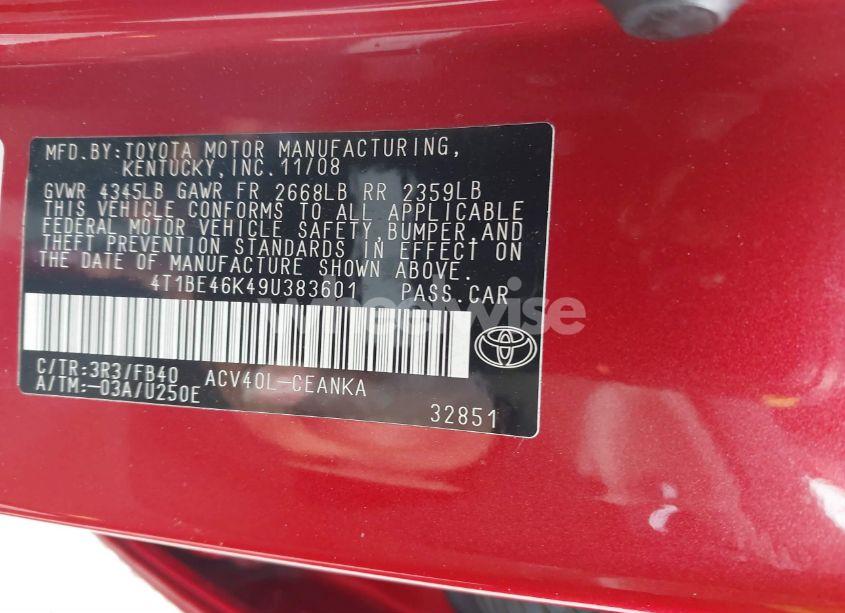 MFD.BY:TOYOTA MOTOR MANUFACTURING,
KENTUCKY,INC.11/08
GVWR 4345LB GAWR FR 2668LB RR 2359LB
THIS VEHICLE CONFORMS TO ALL APPLICABLE
FEDERAL MOTOR VEHICLE SAFETY,BUMPER,AND
THEFT PREVENTION STANDARDS IN EFFECT ON
THE DATE OF MANUFACTURE SHOWN ABOVE.
4T1BE46K49U383601 PASS.CAR
wheelwise
C/TR:3R3/FB40 ACV40L-CEANKA
A/TM:-03A/U250E
32851